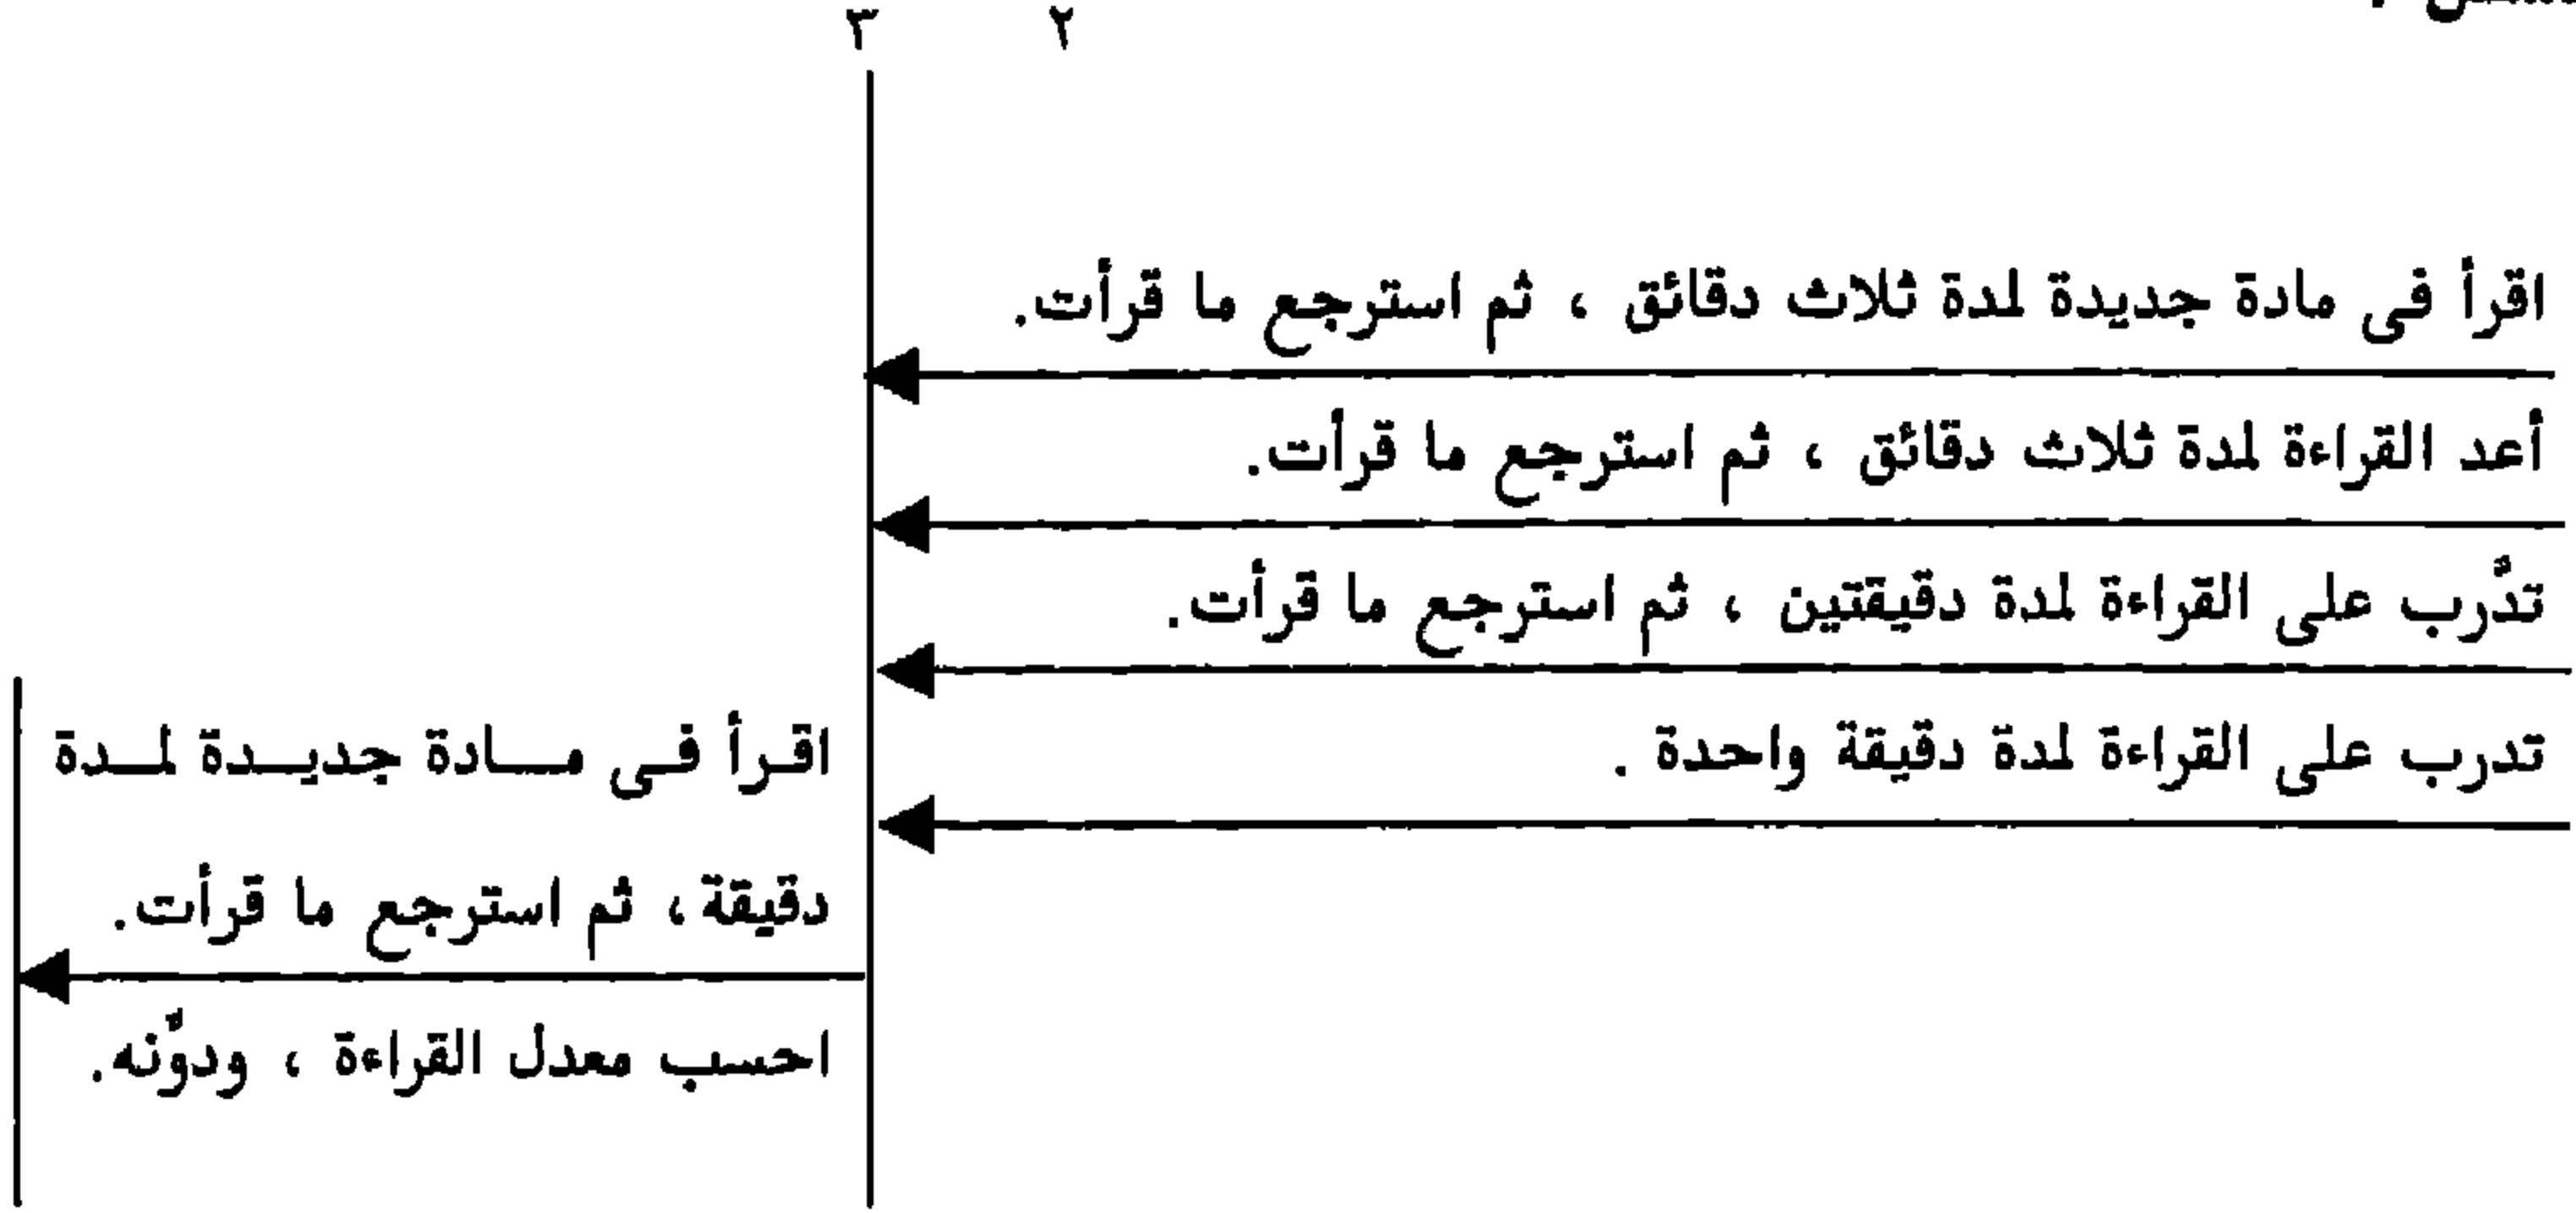 ٢ ٣
اقرأ فى مادة جديدة لمدة ثلاث دقائق ، ثم استرجع ما قرأت.
أعد القراءة لمدة ثلاث دقائق ، ثم استرجع ما قرأت.
تدَّرب على القراءة لمدة دقيقتين ، ثم استرجع ما قرأت.
تدرب على القراءة لمدة دقيقة واحدة .
اقرأ فى مادة جديدة لمدة
دقيقة ، ثم استرجع ما قرأت.
احسب معدل القراءة ، ودوِّنه.